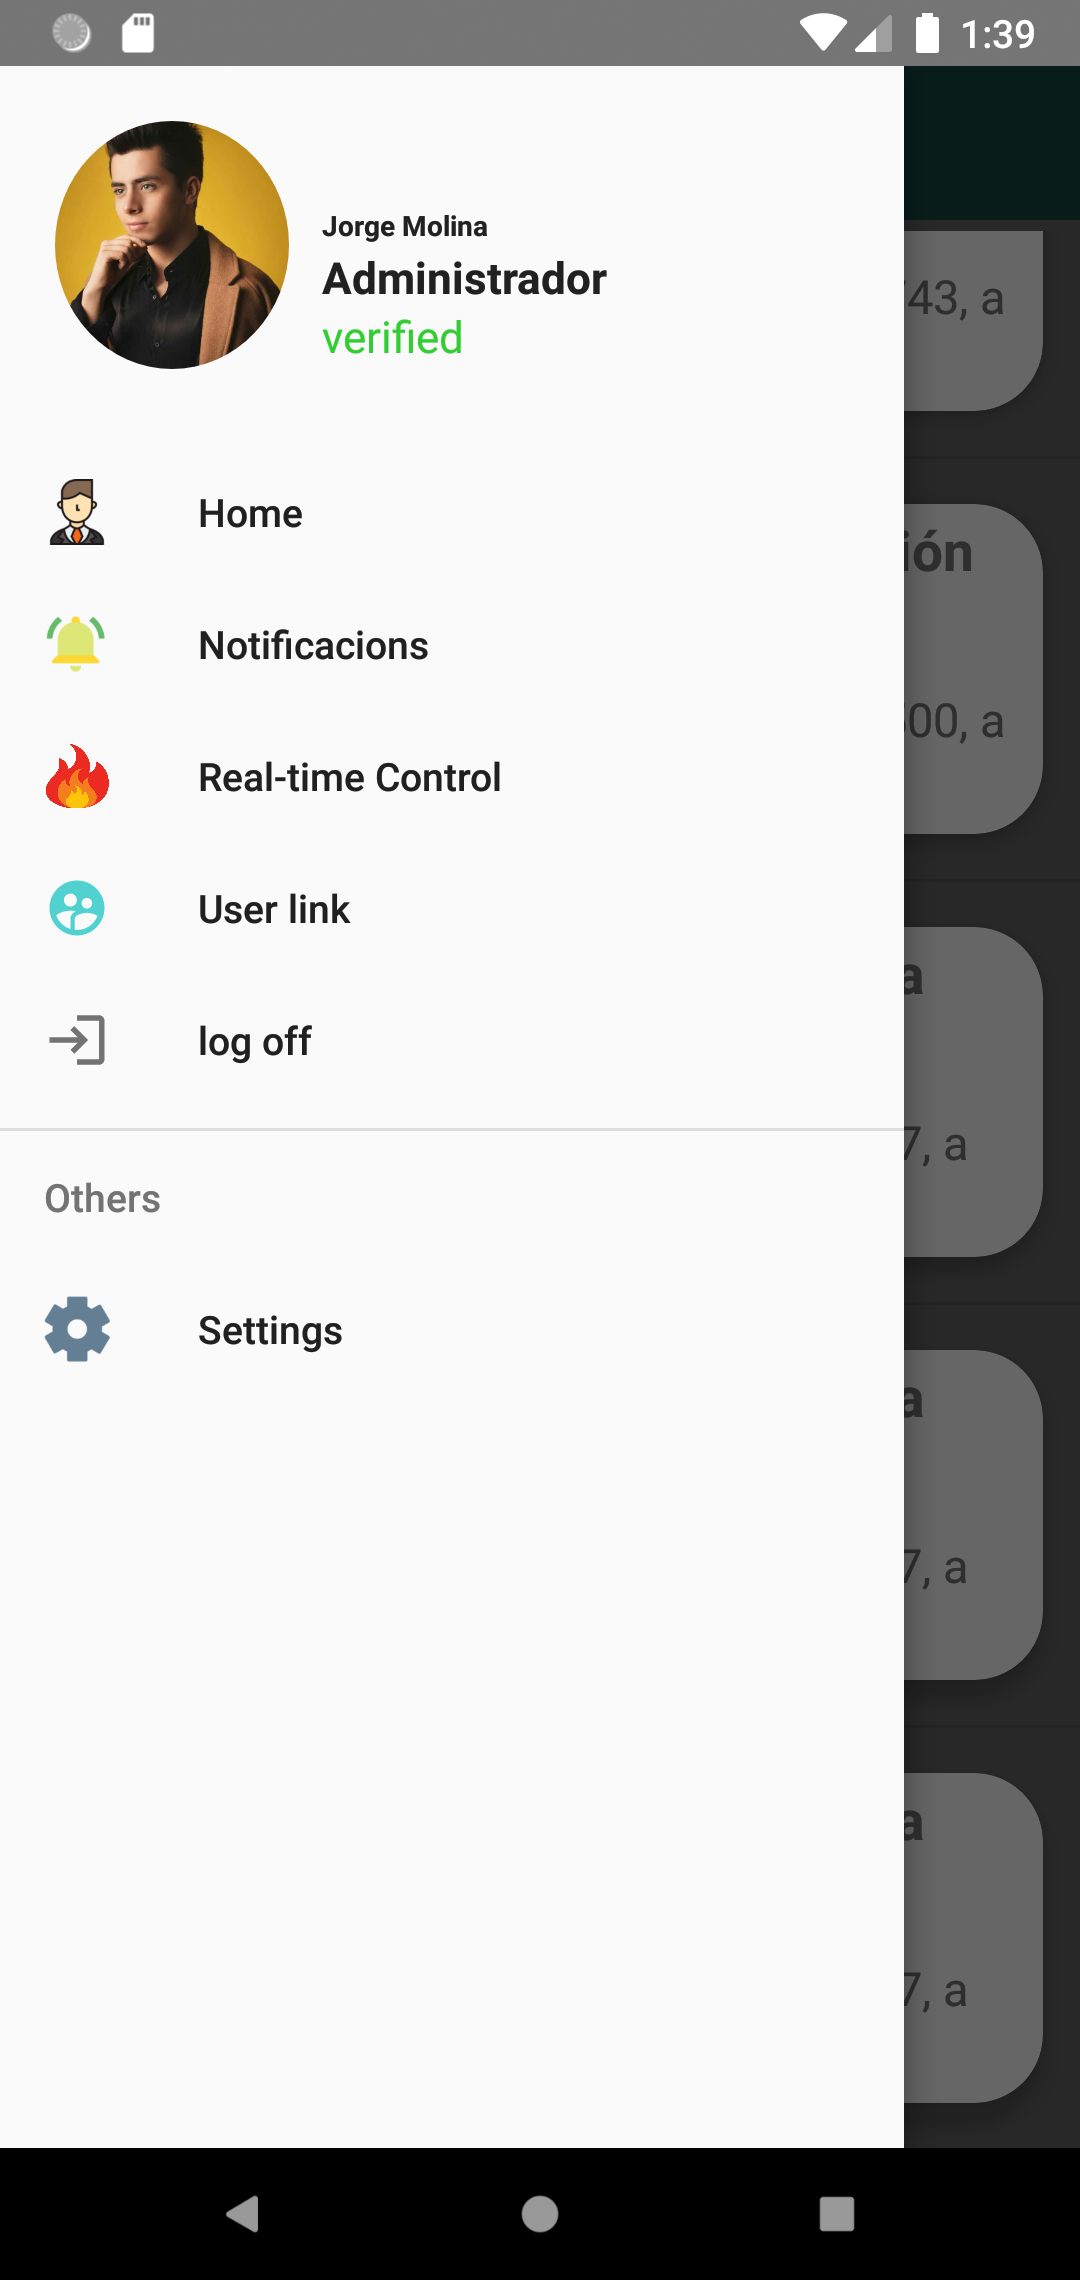 1:39
Jorge Molina
Administrador
verified
43, a
Home
ión
Notificacions
00, a
Real-time Control
User link
a
log off
7, a
Others
Settings
a
7, a
a
7, a